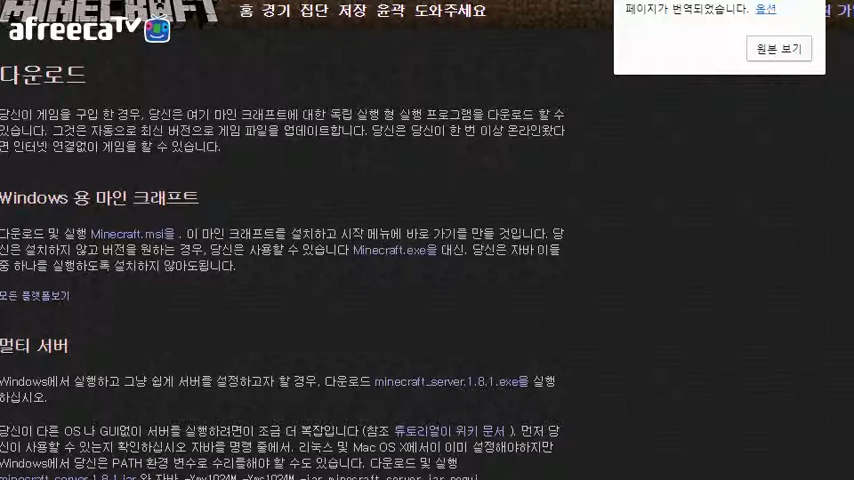 MINECRAFT
홈 경기 집단 저장 윤곽 도와주세요
페이지가 번역되었습니다. 옵션
원본 보기
afreecaTV
다운로드
당신이 게임을 구입 한 경우, 당신은 여기 마인 크래프트에 대한 독립 실행 형 실행 프로그램을 다운로드 할 수
있습니다. 그것은 자동으로 최신 버전으로 게임 파일을 업데이트합니다. 당신은 당신이 한 번 이상 온라인왔다
면 인터넷 연결없이 게임을 할 수 있습니다.
Windows 용 마인 크래프트
다운로드 및 실행 Minecraft.msi을 . 이 마인 크래프트를 설치하고 시작 메뉴에 바로 가기를 만들 것입니다. 당
신은 설치하지 않고 버전을 원하는 경우, 당신은 사용할 수 있습니다 Minecraft.exe을 대신. 당신은 자바 이들
중 하나를 실행하도록 설치하지 않아도됩니다.
모든 플랫폼보기
멀티 서버
Windows에서 실행하고 그냥 쉽게 서버를 설정하고자 할 경우, 다운로드 minecraft_server.1.8.1.exe을 실행
하십시오.
당신이 다른 OS 나 GUI없이 서버를 실행하려면이 조금 더 복잡입니다 (참조 튜토리얼이 위키 문서 ). 먼저 당
신이 사용할 수 있는지 확인하십시오 자바를 명령 줄에서. 리눅스 및 Mac OS X에서이 이미 설정해야하지만
Windows에서 당신은 PATH 환경 변수로 수리를해야 할 수도 있습니다. 다운로드 및 실행
minecraft_server.1.8.1.jar 와 자바 -Xmx1024M -Xms1024M -jar minecraft_server.jar nogui